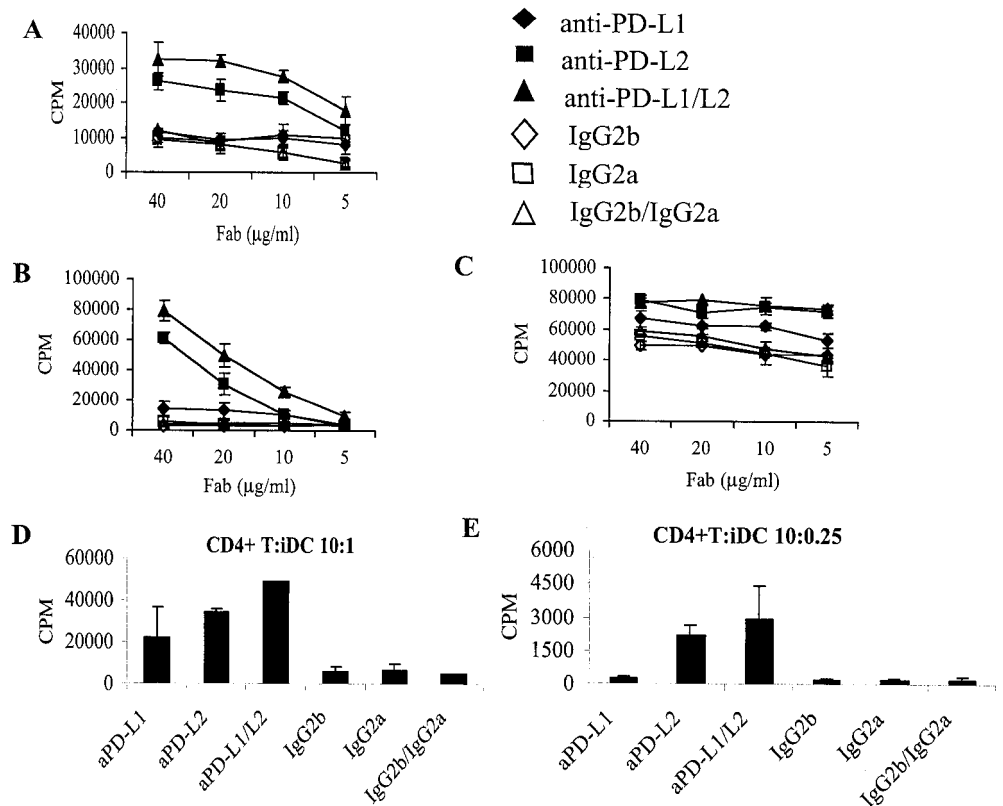 A
CPM
40000
30000
20000
10000
0
40 20 10 5
Fab (µg/ml)
anti-PD-L1
anti-PD-L2
anti-PD-L1/L2
IgG2b
IgG2a
IgG2b/IgG2a
B
CPM
100000
80000
60000
40000
20000
0
40 20 10 5
Fab (µg/ml)
C
CPM
100000
80000
60000
40000
20000
0
40 20 10 5
Fab (µg/ml)
D
CD4+ T:iDC 10:1
CPM
60000
40000
20000
0
aPD-L1
aPD-L2
aPD-L1/L2
IgG2b
IgG2a
IgG2b/IgG2a
E
CD4+T:iDC 10:0.25
CPM
6000
4500
3000
1500
0
aPD-L1
aPD-L2
aPD-L1/L2
IgG2b
IgG2a
IgG2b/IgG2a